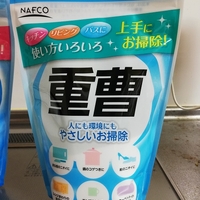 NAFCO
キッチン リビング バスに
使い方いろいろ
上手に
お掃除!
重曹
人にも環境にも
やさしいお掃除